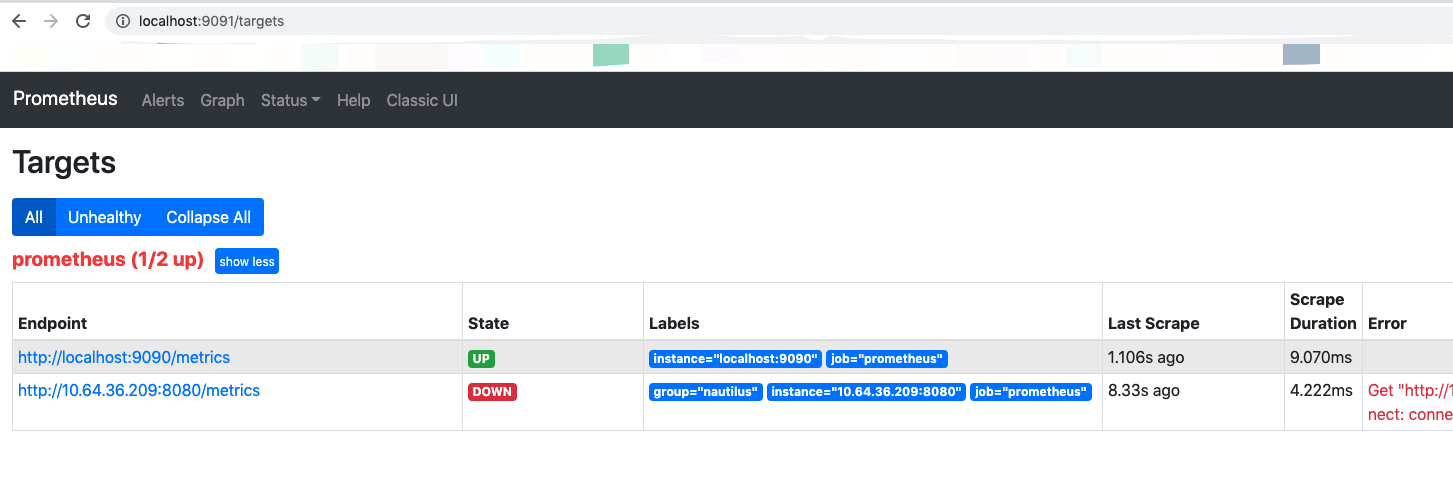 localhost:9091/targets
Prometheus Alerts Graph Status Help Classic UI
Targets
All Unhealthy Collapse All
prometheus (1/2 up) show less
Endpoint State Labels Last Scrape Scrape Duration Error
http://localhost:9090/metrics UP instance="localhost:9090" job="prometheus" 1.106s ago 9.070ms
http://10.64.36.209:8080/metrics DOWN group="nautilus" instance="10.64.36.209:8080" job="prometheus" 8.33s ago 4.222ms Get "http://1
nect: conne